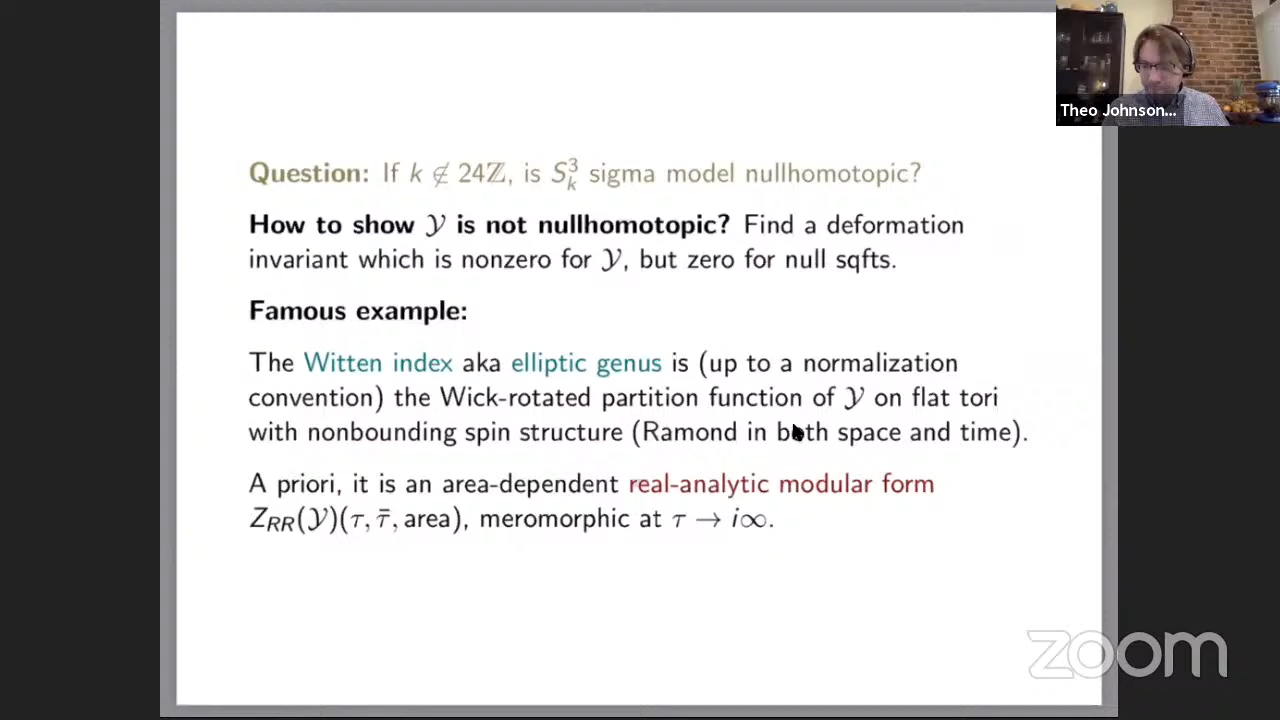 Theo Johnson...
Question: If k ∉ 24ℤ, is S³ₖ sigma model nullhomotopic?
How to show 𝒴 is not nullhomotopic? Find a deformation
invariant which is nonzero for 𝒴, but zero for null sqfts.
Famous example:
The Witten index aka elliptic genus is (up to a normalization
convention) the Wick-rotated partition function of 𝒴 on flat tori
with nonbounding spin structure (Ramond in both space and time).
A priori, it is an area-dependent real-analytic modular form
Z_RR(𝒴)(τ, τ̄, area), meromorphic at τ → i∞.
zoom